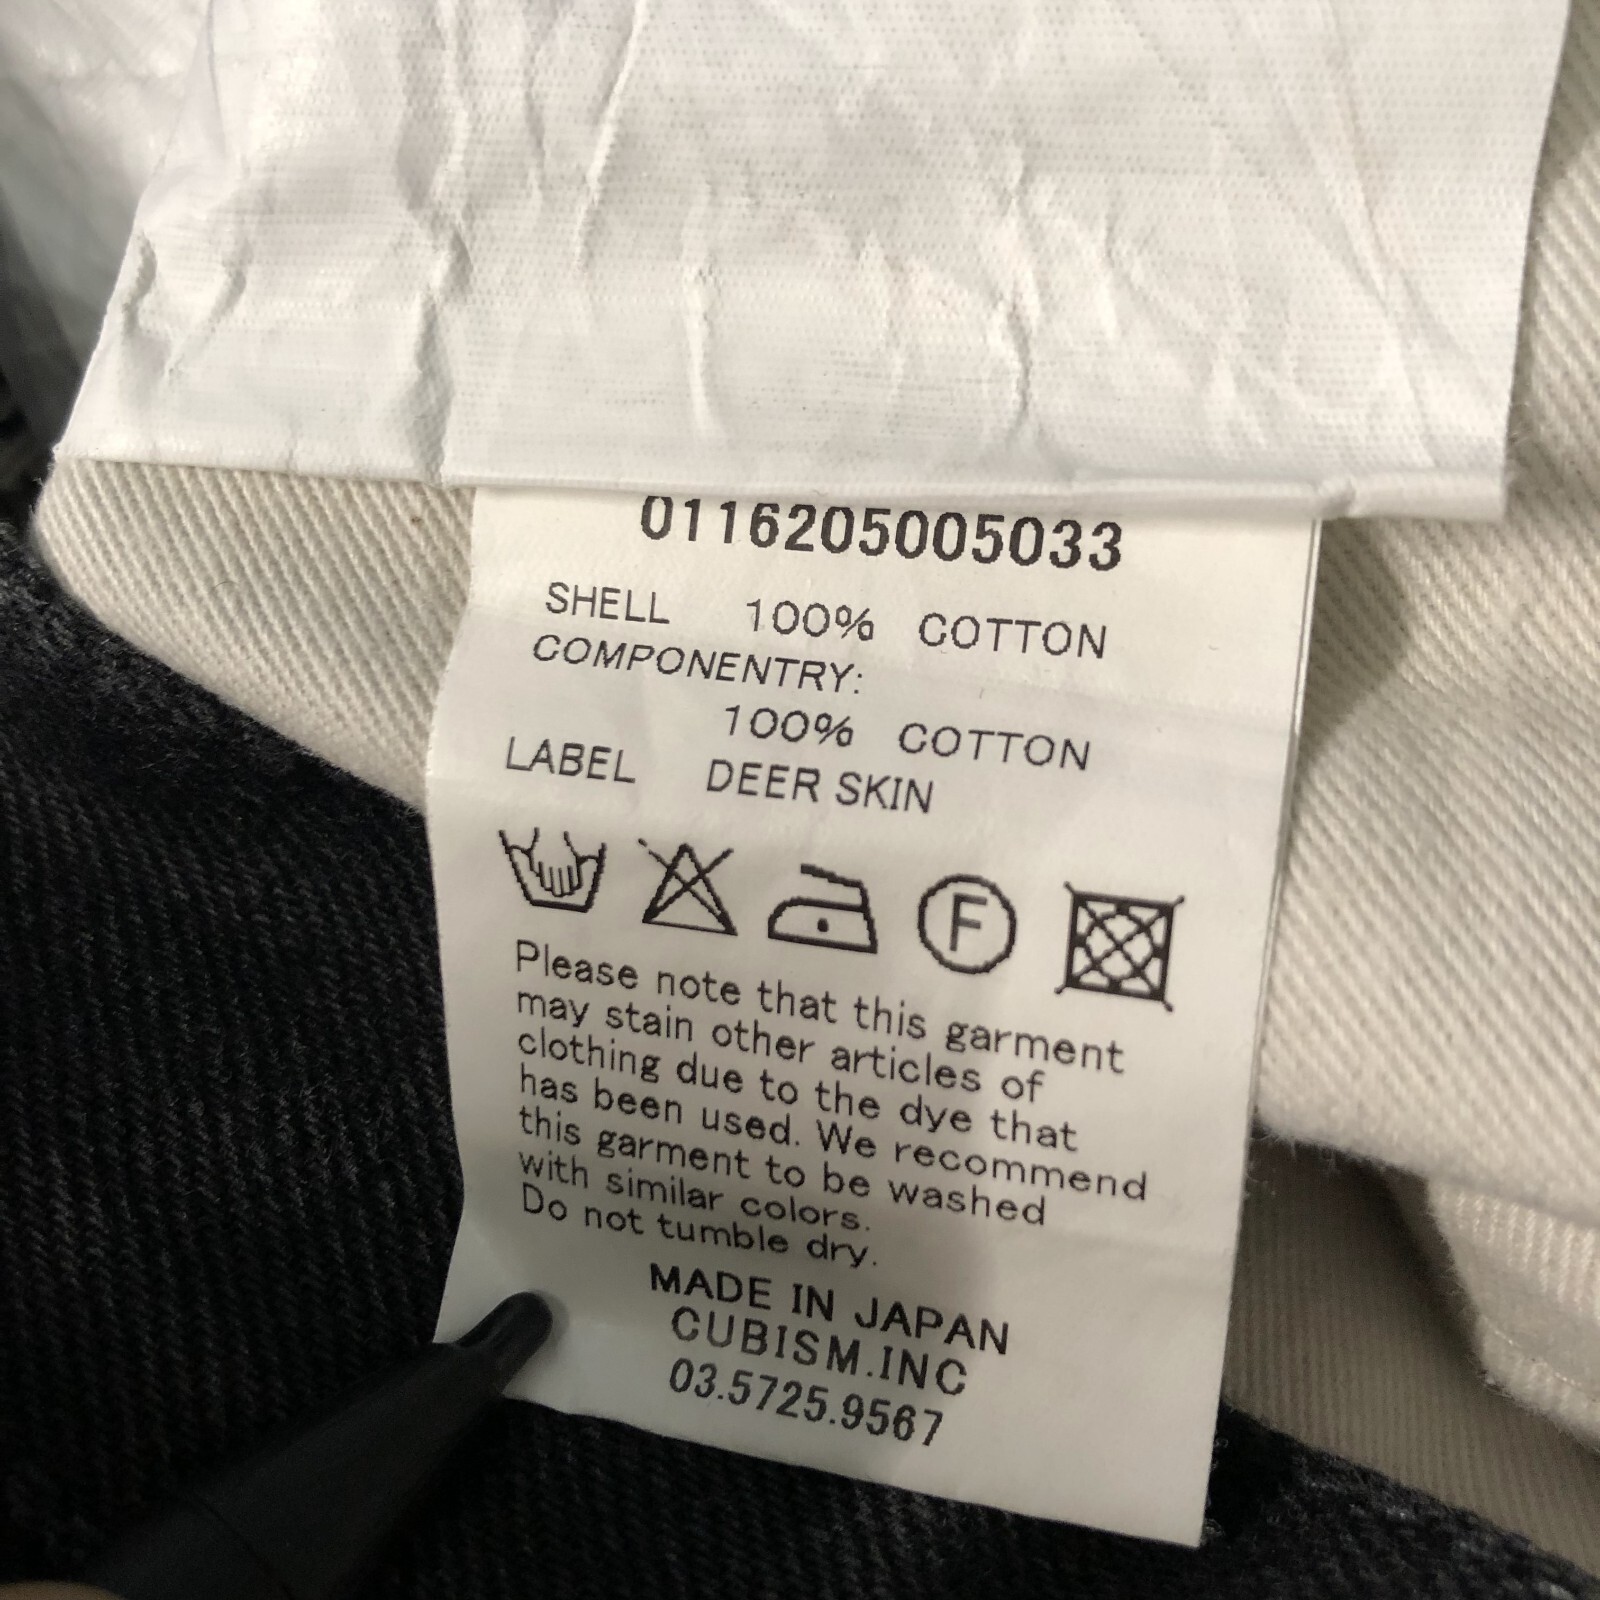 0116205005033
SHELL 100% COTTON
COMPONENTRY:
100% COTTON
LABEL DEER SKIN
F
Please note that this garment
may stain other articles of
clothing due to the dye that
has been used. We recommend
this garment to be washed
with similar colors.
Do not tumble dry.
MADE IN JAPAN
CUBISM.INC
03.5725.9567